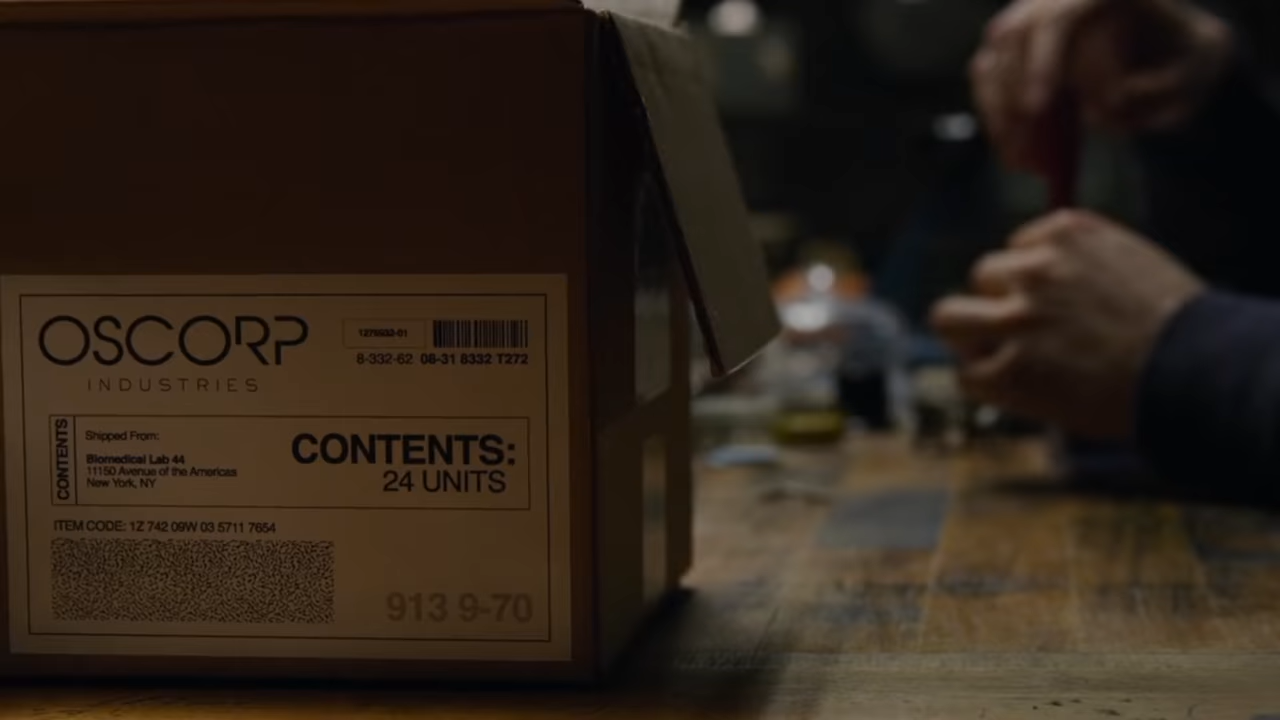 OSCORP
INDUSTRIES
8-332-62 08-31 8332 T272
CONTENTS
Shipped From:
Biomedical Lab 44
11150 Avenue of the Americas
New York, NY
CONTENTS:
24 UNITS
ITEM CODE: 1Z 742 09W 03 5711 7654
913 9-70